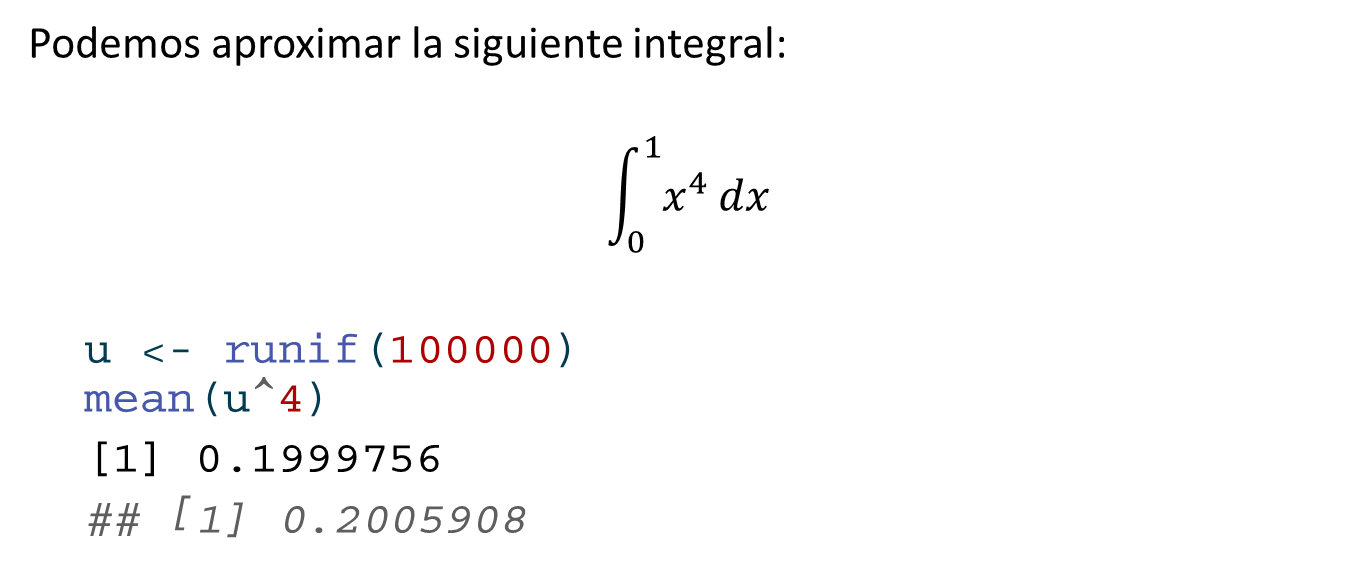 Podemos aproximar la siguiente integral:
∫₀¹ x⁴ dx
u <- runif(100000)
mean(u^4)
[1] 0.1999756
## [1] 0.2005908